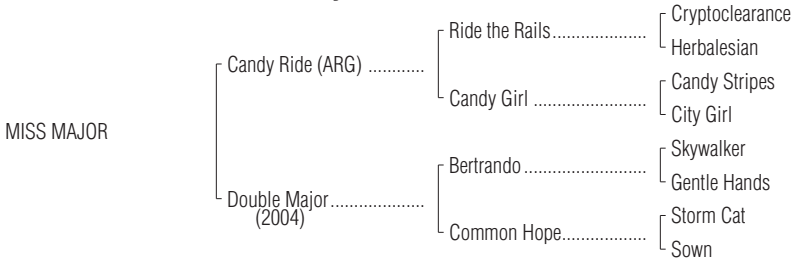 Cryptoclearance
Ride the Rails.....................
Herbalesian
Candy Ride (ARG) ............
Candy Stripes
Candy Girl ..........................
City Girl
MISS MAJOR
Skywalker
Bertrando ............................
Gentle Hands
Double Major.....................
(2004)
Storm Cat
Common Hope...................
Sown